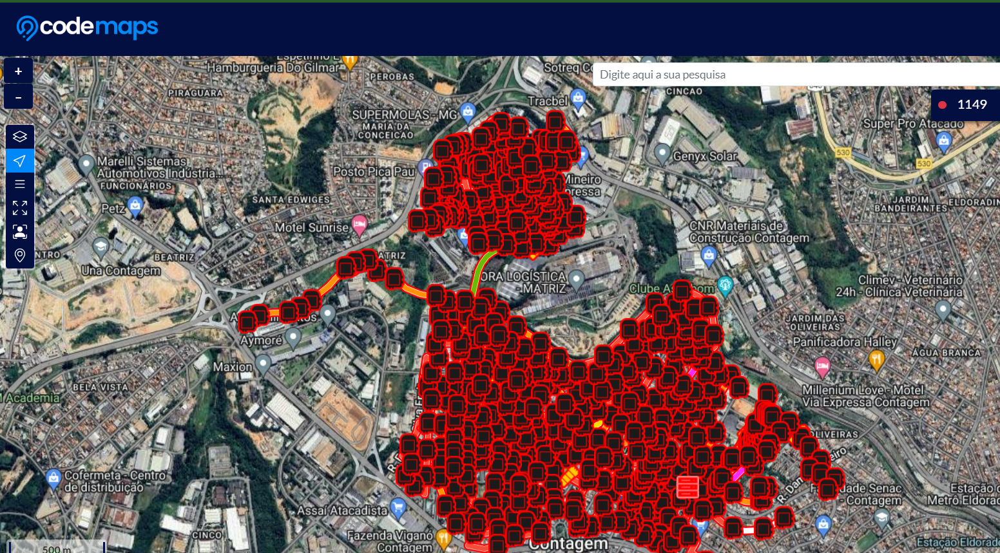 codemaps
Espetinho E
Hamburgueria Do Gilmar
Sotreq Co
Digite aqui a sua pesquisa
+
-
PEROBAS
PIRAGUARA
CINCAO
Tracbel
1149
SUPERMOLAS - MG
MARIA DA
CONCEICAO
Super Pro Atacado
530
530
Genyx Solar
Marelli Sistemas
Automotivos Indústria...
FUNCIONÁRIOS
Posto Pica Pau
Mineiro
pressa
SANTA EDWIGES
Petz
JARDIM
BANDEIRANTES
ELDORADIN
Motel Sunrise
CNR Materiais de
Construção Contagem
NTRO
BEATRIZ
ATRIZ
Una Contagem
ORA LOGÍSTICA
- MATRIZ
Clube As
om
Climev - Veterinário
24h - Clínica Veterinária
JARDIM DAS
OLIVEIRAS
Aymoré
Panificadora Halley
ÁGUA BRANCA
Maxion
BELA VISTA
Academia
Millenium Love - Motel
Via Expressa Contagem
OLIVEIRAS
eiro
R. Dan
Cofermeta - Centro
de distribuição
F
dade Senac
- Contagem
Estação d
Metrô Eldorad
Assaí Atacadista
CINCO
Fazenda Viganó
Contagem
Contagem
Estação Eldorad
500 m